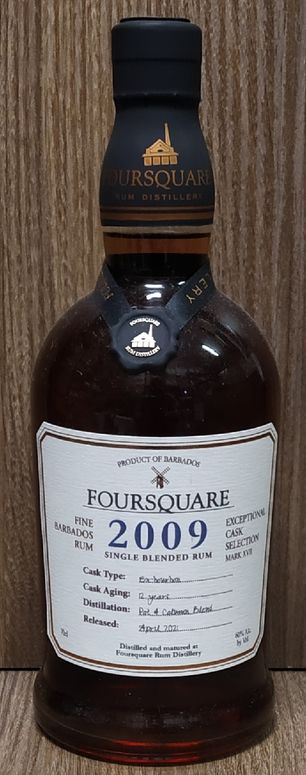 FOURSQUARE
RUM DISTILLERY
ERY
FOURSQUARE
RUM DISTILLERY
PRODUCT OF BARBADOS
FOURSQUARE
FINE
BARBADOS
RUM
2009
SINGLE BLENDED RUM
EXCEPTIONAL
CASK
SELECTION
MARK XVII
Cask Type: Ex-bourbon
Cask Aging: 12 years
Distillation: Pot & Column Blend
Released: April 2021
70cl
Distilled and matured at
Foursquare Rum Distillery
60% Alc.
by Vol